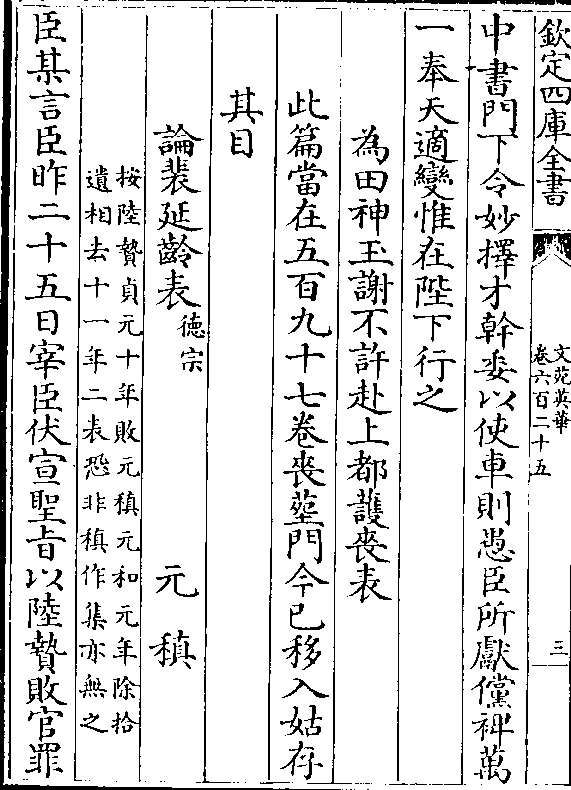 欽定四庫全書
文苑英華
卷六百二十五
三
中書門下令妙擇才幹委以使車則愚臣所獻儻裨萬
一奉天適變惟在陛下行之
為田神玉謝不許赴上都護喪表
此篇當在五百九十七卷喪塟門今已移入姑存
其目
論裴延齡表德宗 元稹
按陸贄貞元十年敗元稹元和元年除拾
遺相去十一年二表恐非稹作集亦無之
臣某言臣昨二十五日宰臣伏宣聖旨以陸贄敗官罪